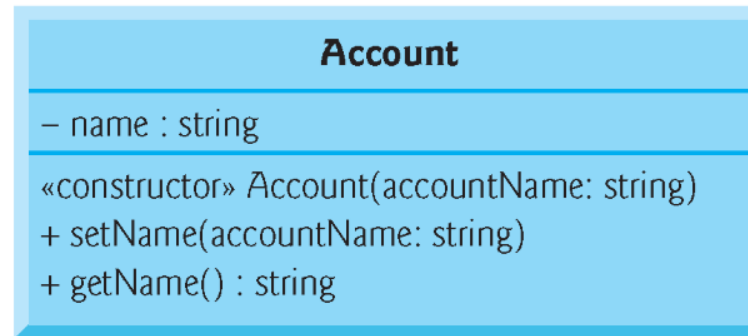 Account
– name : string
«constructor» Account(accountName: string)
+ setName(accountName: string)
+ getName() : string